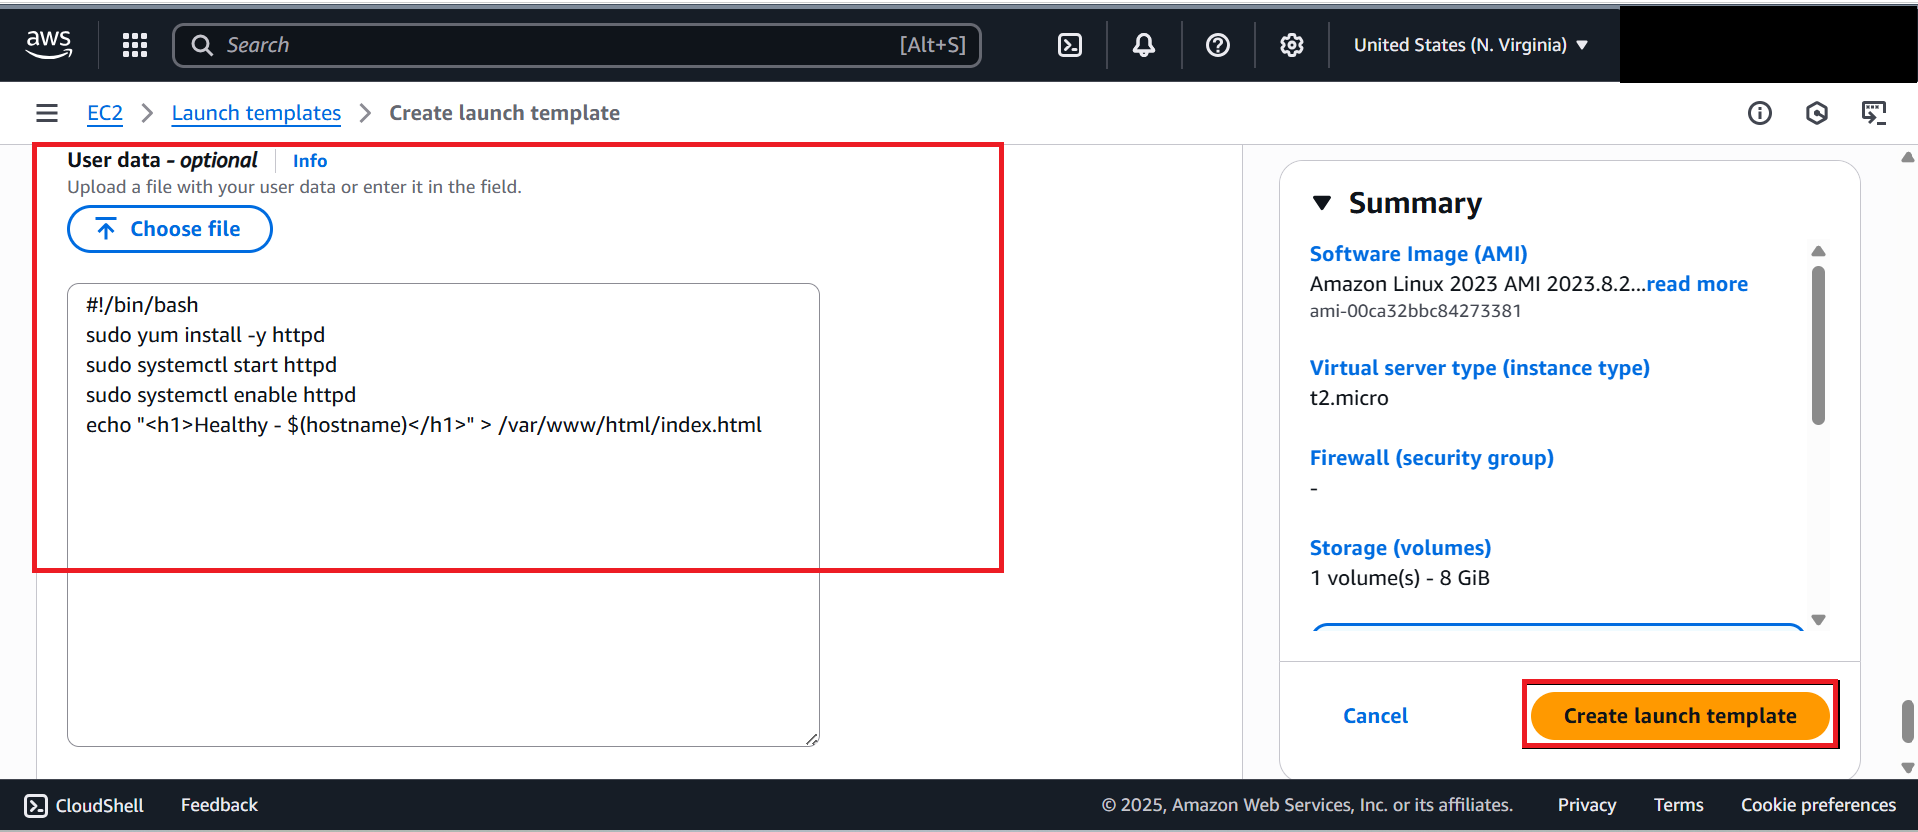 aws
Search [Alt+S]
United States (N. Virginia)
EC2 > Launch templates > Create launch template
User data - optional Info
Upload a file with your user data or enter it in the field.
Choose file
#!/bin/bash
sudo yum install -y httpd
sudo systemctl start httpd
sudo systemctl enable httpd
echo "<h1>Healthy - $(hostname)</h1>" > /var/www/html/index.html
Summary
Software Image (AMI)
Amazon Linux 2023 AMI 2023.8.2...read more
ami-00ca32bbc84273381
Virtual server type (instance type)
t2.micro
Firewall (security group)
-
Storage (volumes)
1 volume(s) - 8 GiB
Cancel
Create launch template
CloudShell Feedback
© 2025, Amazon Web Services, Inc. or its affiliates. Privacy Terms Cookie preferences